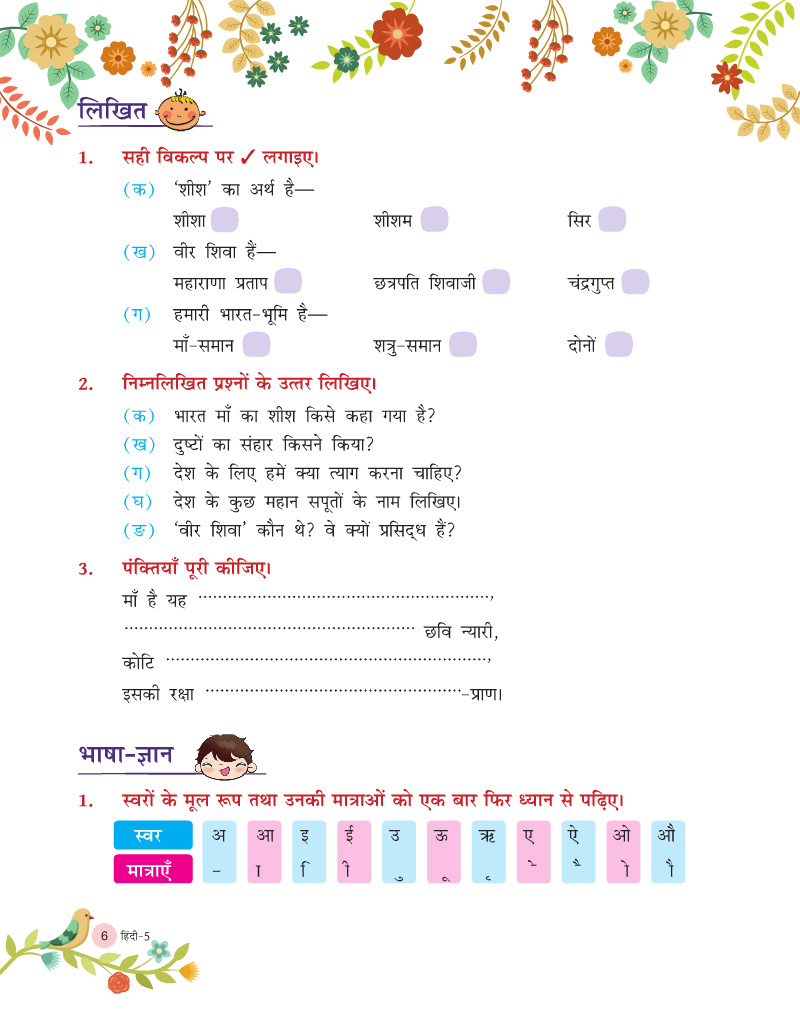 लिखित
1. सही विकल्प पर ✓ लगाइए।
(क) ‘शीश’ का अर्थ है—
शीशा शीशम सिर
(ख) वीर शिवा हैं—
महाराणा प्रताप छत्रपति शिवाजी चंद्रगुप्त
(ग) हमारी भारत-भूमि है—
माँ-समान शत्रु-समान दोनों
2. निम्नलिखित प्रश्नों के उत्तर लिखिए।
(क) भारत माँ का शीश किसे कहा गया है?
(ख) दुष्टों का संहार किसने किया?
(ग) देश के लिए हमें क्या त्याग करना चाहिए?
(घ) देश के कुछ महान सपूतों के नाम लिखिए।
(ङ) ‘वीर शिवा’ कौन थे? वे क्यों प्रसिद्ध हैं?
3. पंक्तियाँ पूरी कीजिए।
माँ है यह ............................................................,
............................................................ छवि न्यारी,
कोटि ..................................................................,
इसकी रक्षा .....................................................-प्राण।
भाषा-ज्ञान
1. स्वरों के मूल रूप तथा उनकी मात्राओं को एक बार फिर ध्यान से पढ़िए।
स्वर अ आ इ ई उ ऊ ऋ ए ऐ ओ औ
मात्राएँ – ा ि ी ु ू ृ े ै ो ौ
6 हिंदी-5